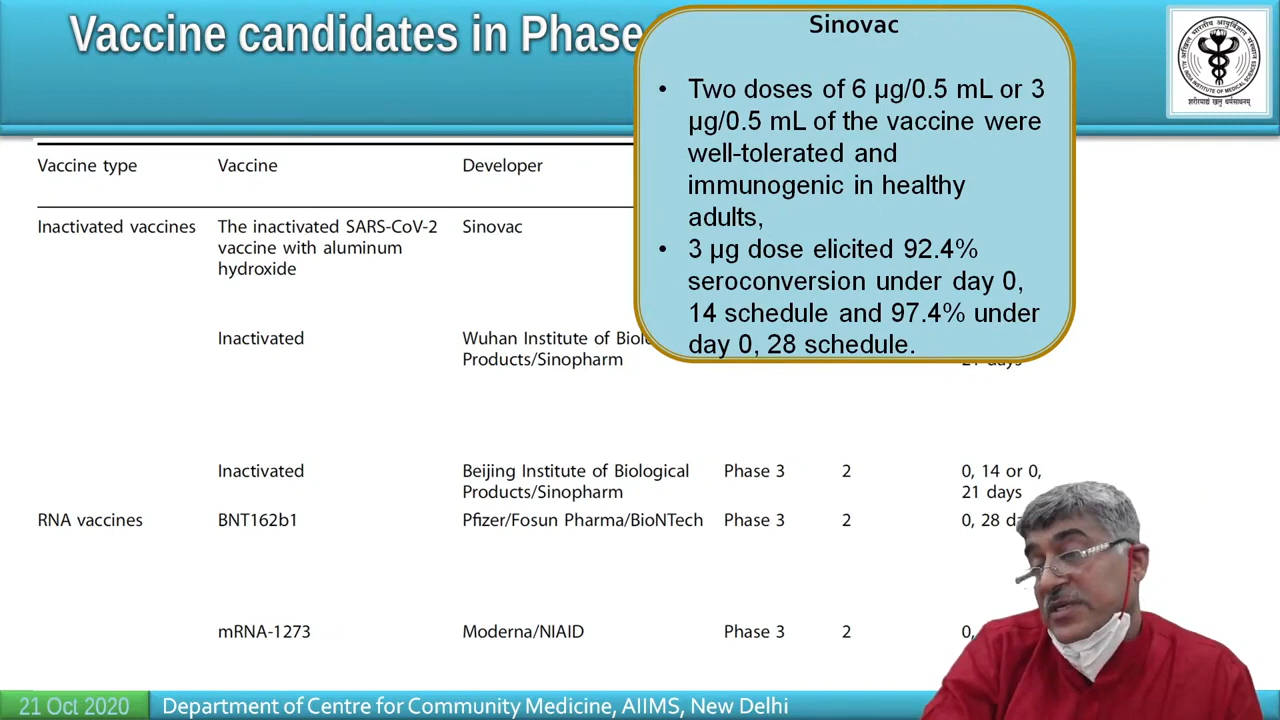 Vaccine candidates in Phase
Sinovac
• Two doses of 6 µg/0.5 mL or 3
µg/0.5 mL of the vaccine were
well-tolerated and
immunogenic in healthy
adults,
• 3 µg dose elicited 92.4%
seroconversion under day 0,
14 schedule and 97.4% under
day 0, 28 schedule.
Vaccine type Vaccine Developer
Inactivated vaccines The inactivated SARS-CoV-2 Sinovac
vaccine with aluminum
hydroxide
Inactivated Wuhan Institute of
Products/Sinopharm 21 days
Inactivated Beijing Institute of Biological Phase 3 2 0, 14 or 0,
Products/Sinopharm 21 days
RNA vaccines BNT162b1 Pfizer/Fosun Pharma/BioNTech Phase 3 2 0, 28
mRNA-1273 Moderna/NIAID Phase 3 2 0,
21 Oct 2020 Department of Centre for Community Medicine, AIIMS, New Delhi